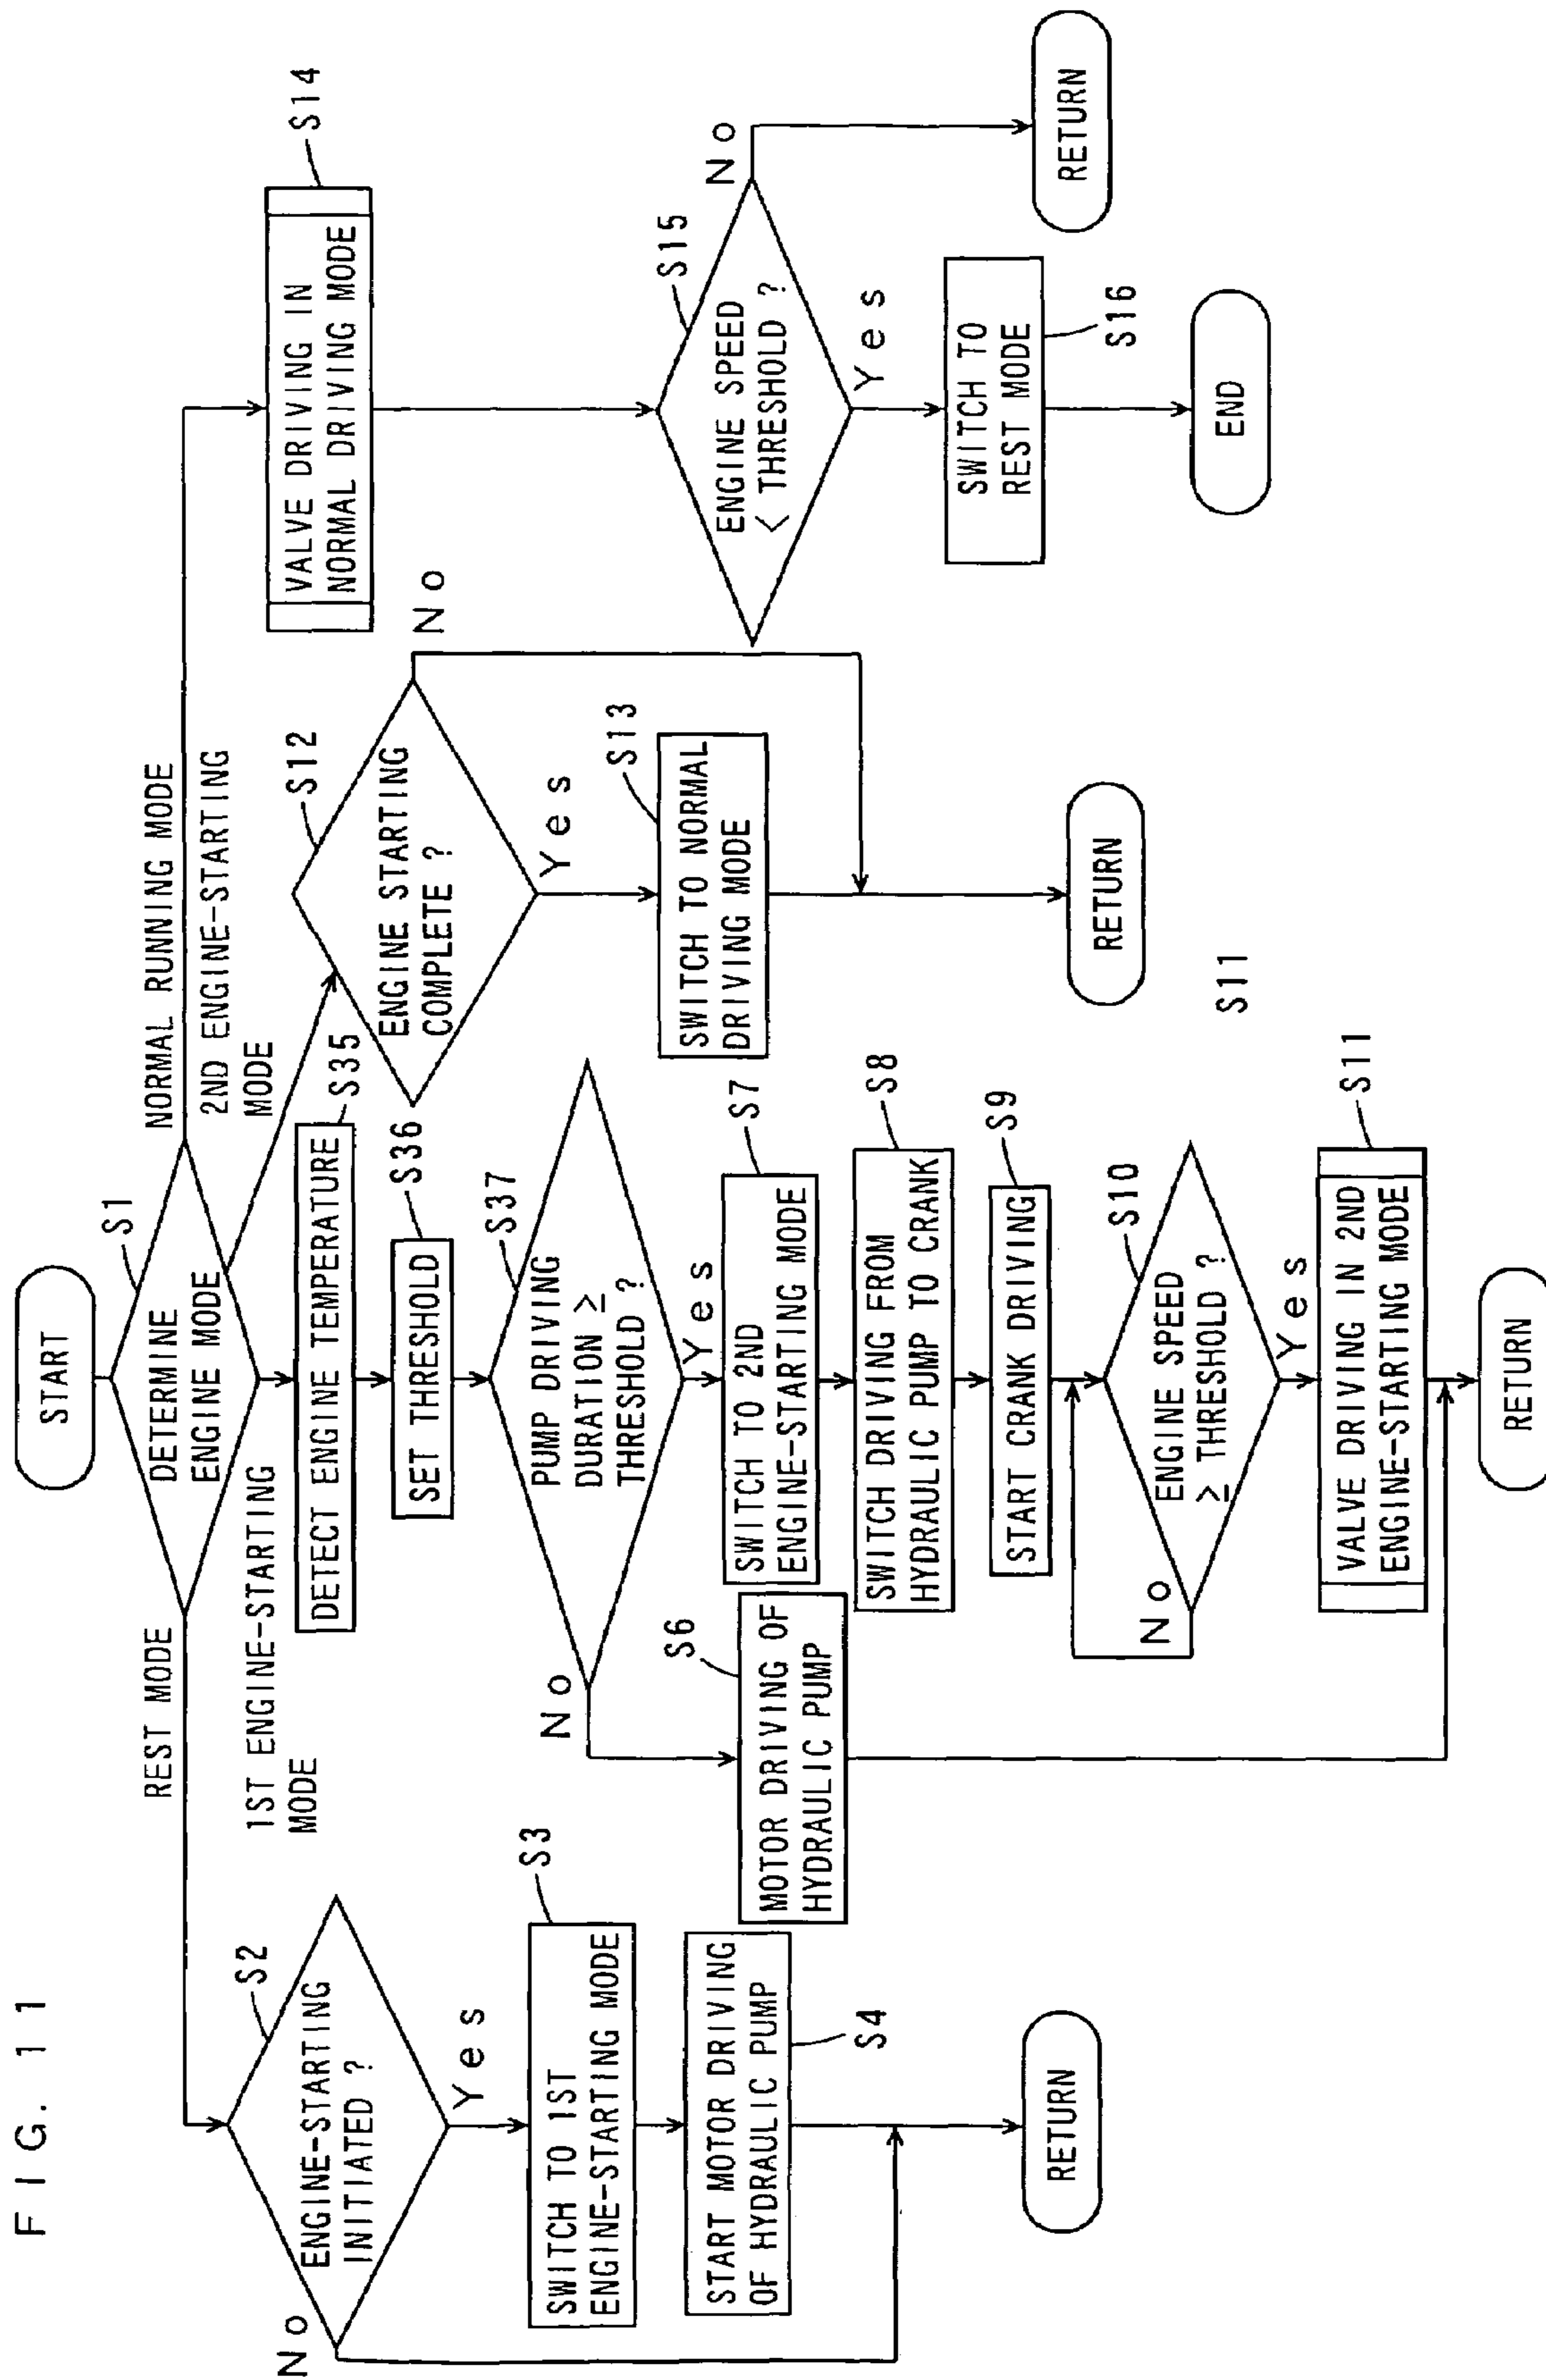 FIG. 11
START
S1
DETERMINE
ENGINE MODE
REST MODE
1ST ENGINE-STARTING
MODE
NORMAL RUNNING MODE
2ND ENGINE-STARTING
MODE
S2
ENGINE-STARTING
INITIATED ?
No
Yes
S3
SWITCH TO 1ST
ENGINE-STARTING MODE
START MOTOR DRIVING
OF HYDRAULIC PUMP
S4
RETURN
S35
DETECT ENGINE TEMPERATURE
S36
SET THRESHOLD
S37
PUMP DRIVING
DURATION ≥
THRESHOLD ?
No
Yes
S6
MOTOR DRIVING OF
HYDRAULIC PUMP
S7
SWITCH TO 2ND
ENGINE-STARTING MODE
S8
SWITCH DRIVING FROM
HYDRAULIC PUMP TO CRANK
S9
START CRANK DRIVING
S10
ENGINE SPEED
≥ THRESHOLD ?
No
Yes
S11
S11
VALVE DRIVING IN 2ND
ENGINE-STARTING MODE
RETURN
S12
ENGINE STARTING
COMPLETE ?
No
Yes
S13
SWITCH TO NORMAL
DRIVING MODE
RETURN
S14
VALVE DRIVING IN
NORMAL DRIVING MODE
S15
ENGINE SPEED
< THRESHOLD ?
No
Yes
SWITCH TO
REST MODE
S16
END
RETURN